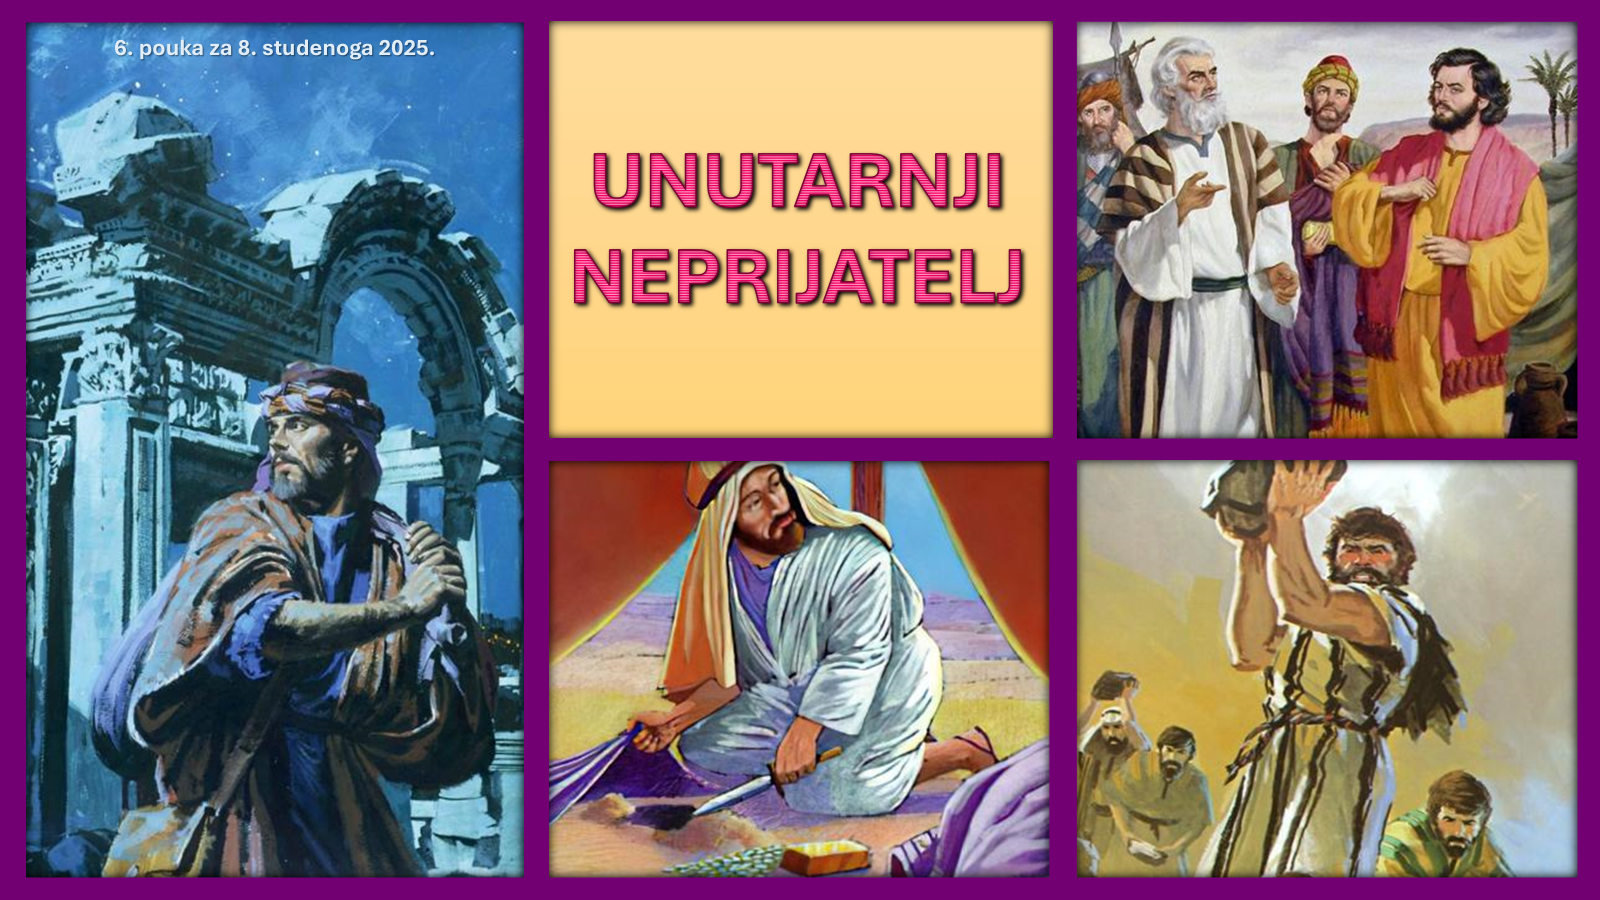 6. pouka za 8. studenoga 2025.
UNUTARNJI
NEPRIJATELJ